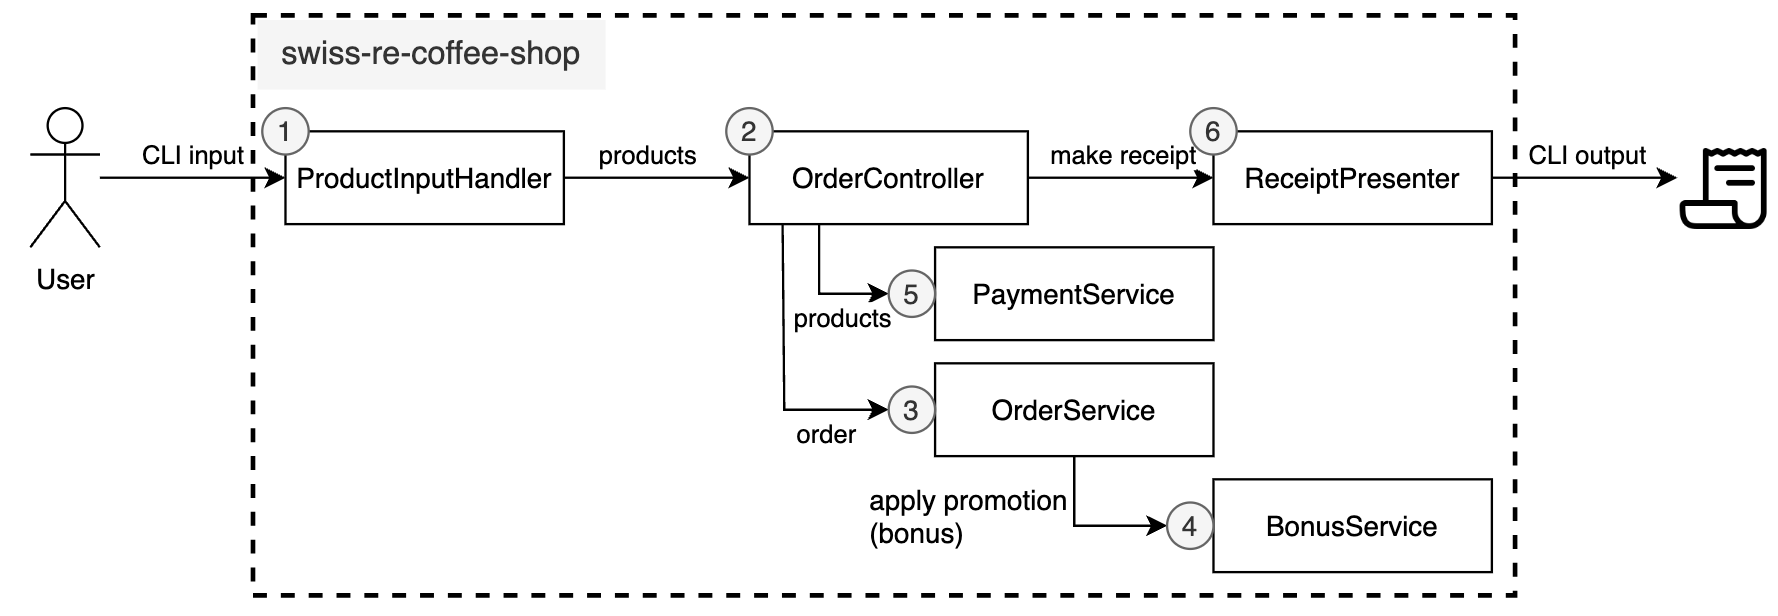 swiss-re-coffee-shop
1
2
6
CLI input
products
make receipt
CLI output
ProductInputHandler
OrderController
ReceiptPresenter
User
5
PaymentService
products
3
OrderService
order
apply promotion
(bonus)
4
BonusService